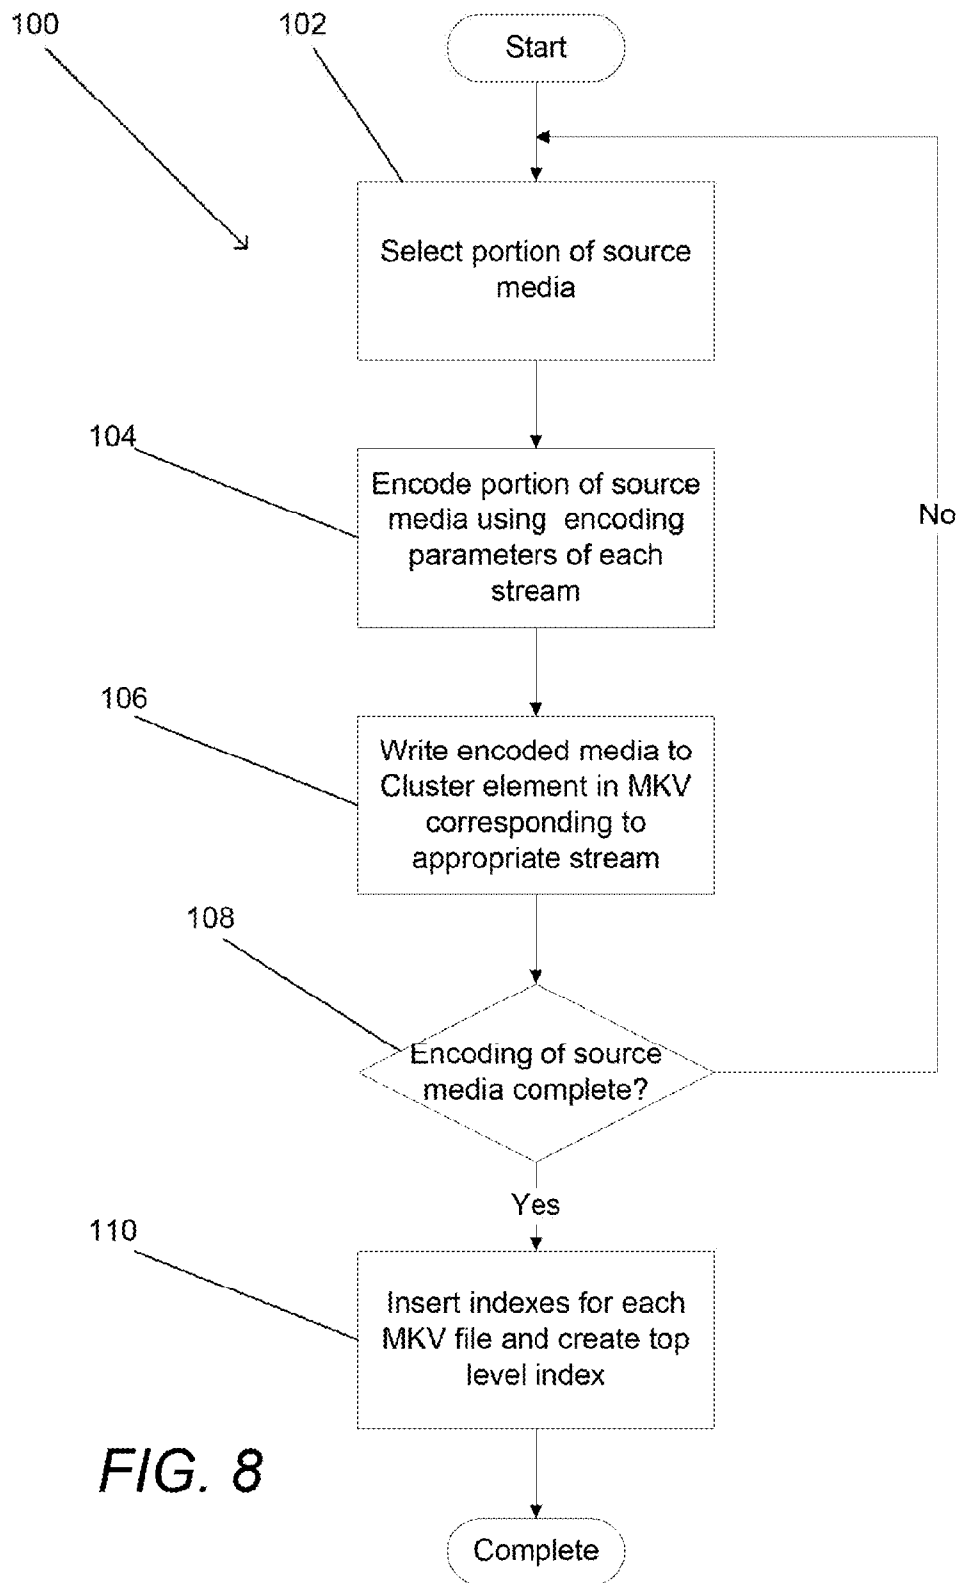 100
102
Start
Select portion of source
media
104
Encode portion of source
media using encoding
parameters of each
stream
No
106
Write encoded media to
Cluster element in MKV
corresponding to
appropriate stream
108
Encoding of source
media complete?
Yes
110
Insert indexes for each
MKV file and create top
level index
FIG. 8
Complete